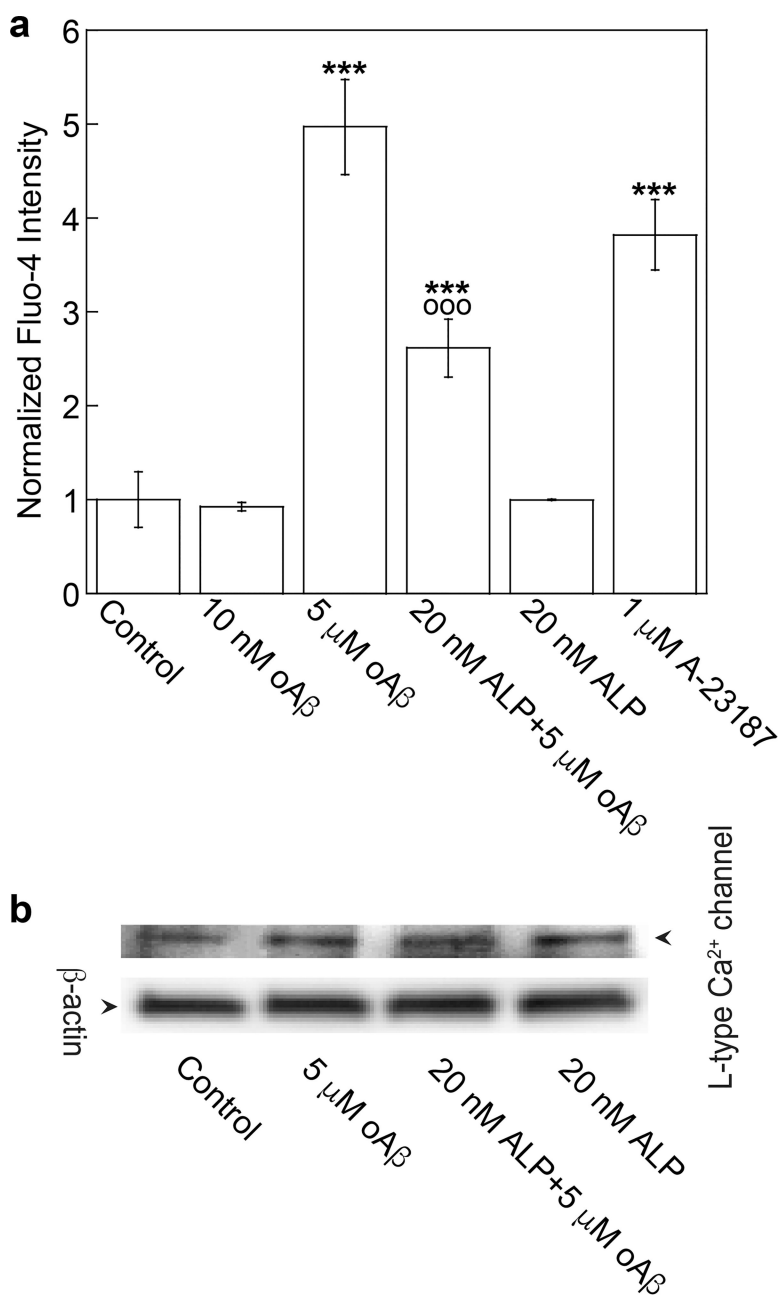 a
Normalized Fluo-4 Intensity
6
5
4
3
2
1
0
***
***
ooo
***
Control
10 nM oAβ
5 μM oAβ
20 nM ALP+5 μM oAβ
20 nM ALP
1 μM A-23187
b
L-type Ca²⁺ channel
β-actin
Control
5 μM oAβ
20 nM ALP+5 μM oAβ
20 nM ALP